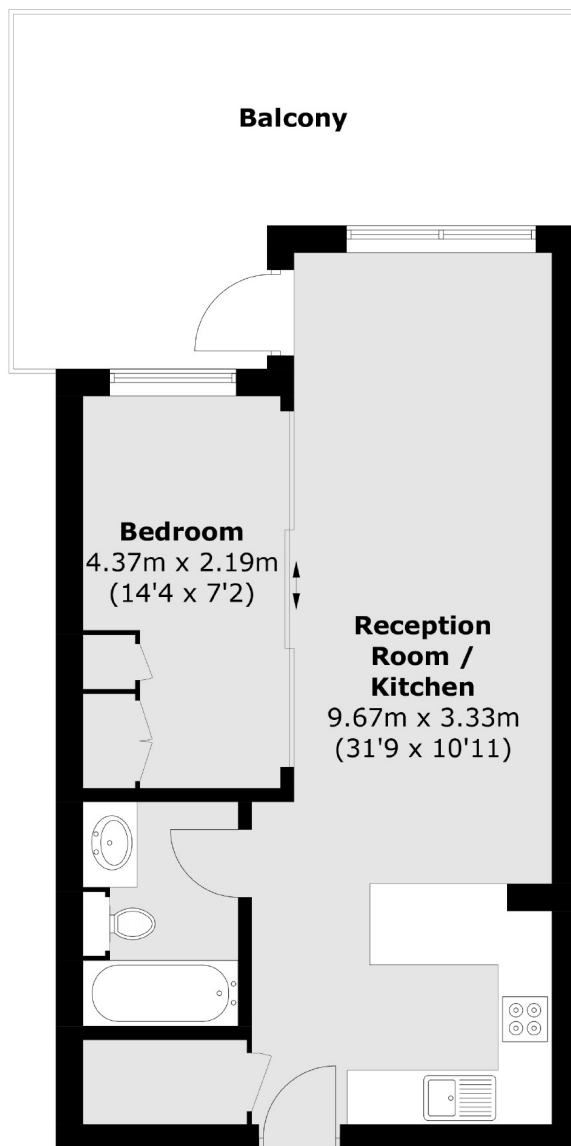 Balcony
Bedroom
4.37m x 2.19m
(14'4 x 7'2)
Reception
Room /
Kitchen
9.67m x 3.33m
(31'9 x 10'11)